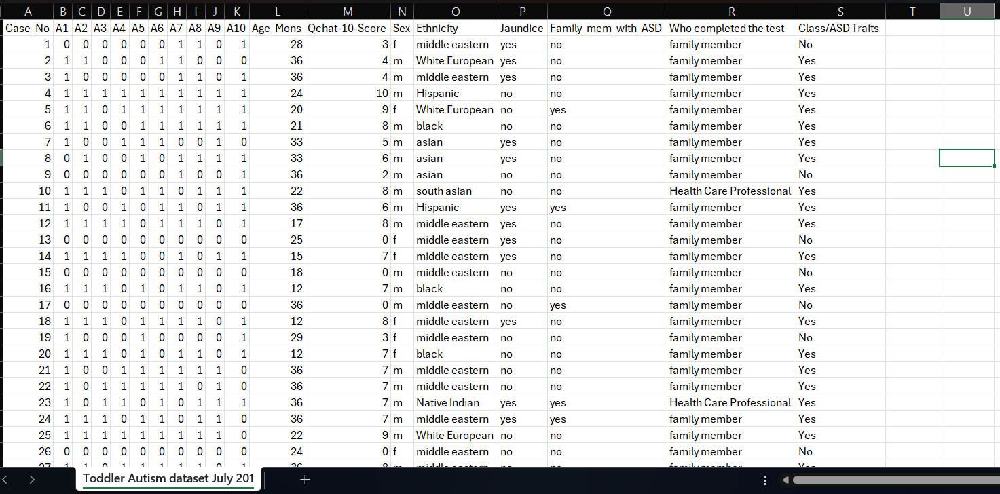 A B C D E F G H I J K L M N O P Q R S T U
Case_No A1 A2 A3 A4 A5 A6 A7 A8 A9 A10 Age_Mons Qchat-10-Score Sex Ethnicity Jaundice Family_mem_with_ASD Who completed the test Class/ASD Traits
1 0 0 0 0 0 0 1 1 0 1 28 3 f middle eastern yes no family member No
2 1 1 0 0 0 1 1 0 0 0 36 4 m White European yes no family member Yes
3 1 0 0 0 0 0 1 1 0 1 36 4 m middle eastern yes no family member Yes
4 1 1 1 1 1 1 1 1 1 1 24 10 m Hispanic no no family member Yes
5 1 1 0 1 1 1 1 1 1 1 20 9 f White European no yes family member Yes
6 1 1 0 0 1 1 1 1 1 1 21 8 m black no no family member Yes
7 1 0 0 1 1 1 0 0 1 0 33 5 m asian yes no family member Yes
8 0 1 0 0 1 0 1 1 1 1 33 6 m asian yes no family member Yes
9 0 0 0 0 0 0 1 0 0 1 36 2 m asian no no family member No
10 1 1 1 0 1 1 0 1 1 1 22 8 m south asian no no Health Care Professional Yes
11 1 0 0 1 0 1 1 1 0 1 36 6 m Hispanic yes yes family member Yes
12 1 1 1 1 0 1 1 1 0 1 17 8 m middle eastern yes no family member Yes
13 0 0 0 0 0 0 0 0 0 0 25 0 f middle eastern yes no family member No
14 1 1 1 1 0 0 1 0 1 1 15 7 f middle eastern yes no family member Yes
15 0 0 0 0 0 0 0 0 0 0 18 0 m middle eastern no no family member No
16 1 1 1 0 1 0 1 1 0 1 12 7 m black no no family member Yes
17 0 0 0 0 0 0 0 0 0 0 36 0 m middle eastern no yes family member No
18 1 1 1 0 1 1 1 1 0 1 12 8 f middle eastern yes no family member Yes
19 1 0 0 0 1 0 0 0 0 1 29 3 f middle eastern no no family member No
20 1 1 1 0 1 0 1 1 0 1 12 7 f black no no family member Yes
21 1 0 0 1 1 1 1 1 1 0 36 7 m middle eastern no no family member Yes
22 1 0 1 1 1 1 1 0 1 0 36 7 m middle eastern no no family member Yes
23 1 0 1 1 0 1 0 1 1 1 36 7 m Native Indian yes yes Health Care Professional Yes
24 1 1 1 0 1 1 0 1 1 0 36 7 m middle eastern yes yes family member Yes
25 1 1 1 1 1 1 1 1 1 0 22 9 m White European no no family member Yes
26 0 0 0 0 0 0 0 0 0 0 24 0 f middle eastern no no family member No
Toddler Autism dataset July 201